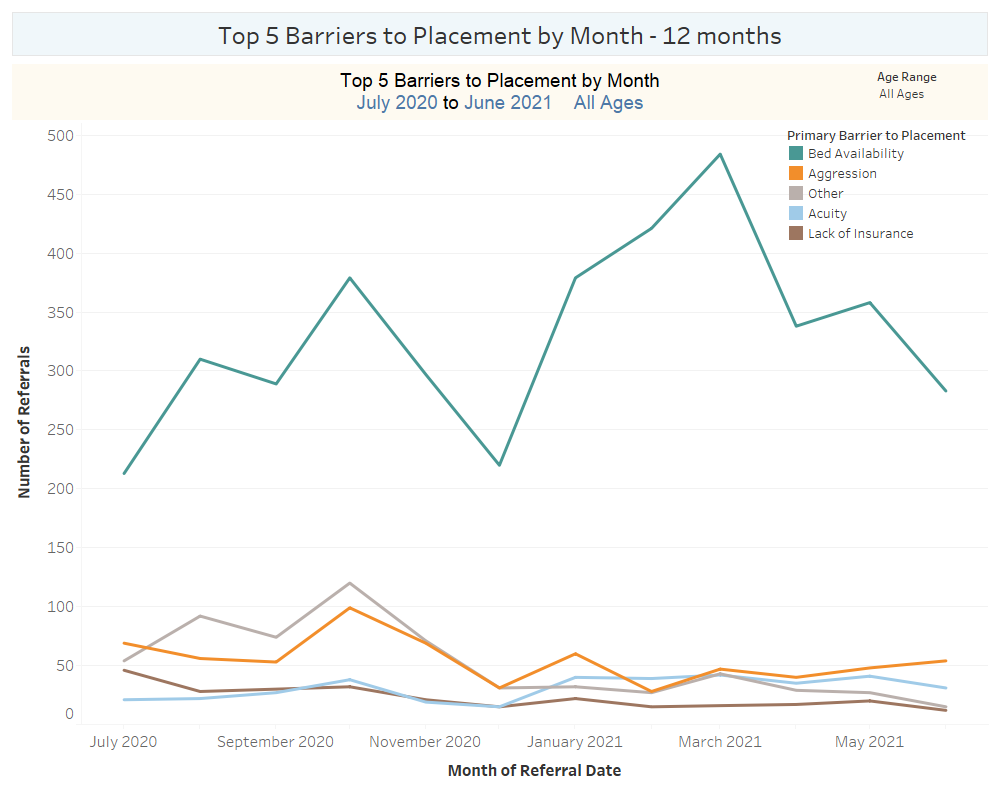 Top 5 Barriers to Placement by Month - 12 months
Top 5 Barriers to Placement by Month
July 2020 to June 2021 All Ages
Age Range
All Ages
Primary Barrier to Placement
Bed Availability
Aggression
Other
Acuity
Lack of Insurance
Number of Referrals
500
450
400
350
300
250
200
150
100
50
0
July 2020 September 2020 November 2020 January 2021 March 2021 May 2021
Month of Referral Date